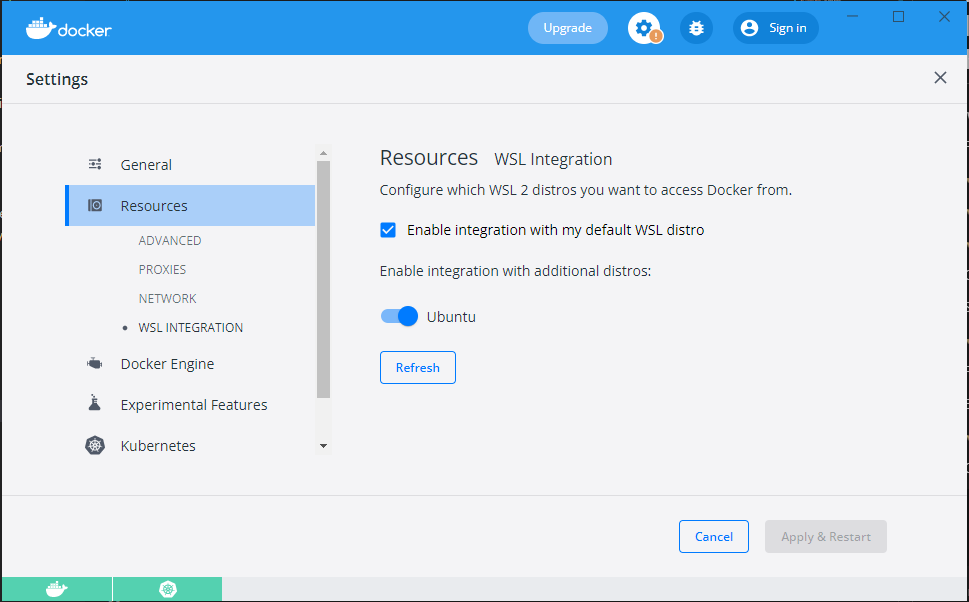 docker
Upgrade
Sign in
Settings
General
Resources
ADVANCED
PROXIES
NETWORK
WSL INTEGRATION
Docker Engine
Experimental Features
Kubernetes
Resources WSL Integration
Configure which WSL 2 distros you want to access Docker from.
Enable integration with my default WSL distro
Enable integration with additional distros:
Ubuntu
Refresh
Cancel
Apply & Restart